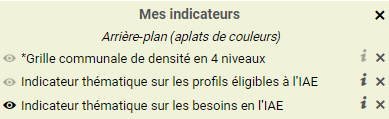 Mes indicateurs
Arrière-plan (aplats de couleurs)
*Grille communale de densité en 4 niveaux
Indicateur thématique sur les profils éligibles à l'IAE
Indicateur thématique sur les besoins en l'IAE